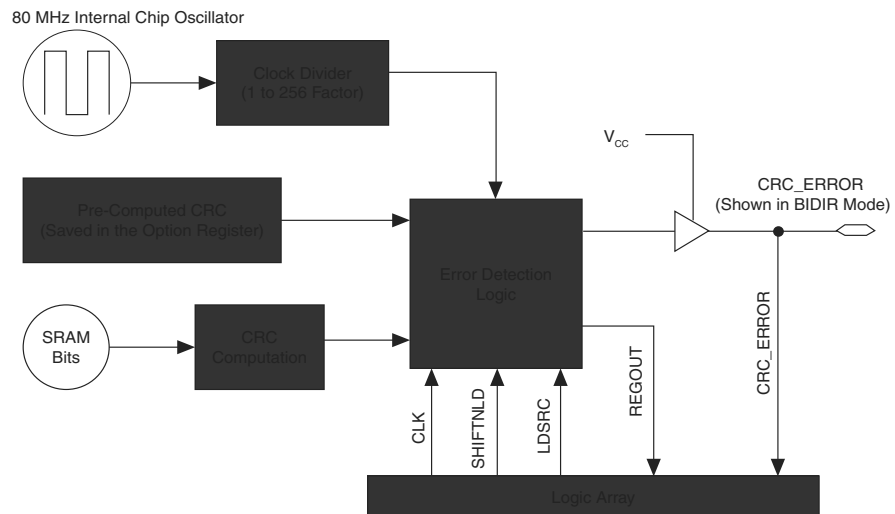 80 MHz Internal Chip Oscillator
Clock Divider
(1 to 256 Factor)
V_CC
CRC_ERROR
(Shown in BIDIR Mode)
Pre-Computed CRC
(Saved in the Option Register)
Error Detection
Logic
SRAM
Bits
CRC
Computation
CLK
SHIFTNLD
LDSRC
REGOUT
CRC_ERROR
Logic Array